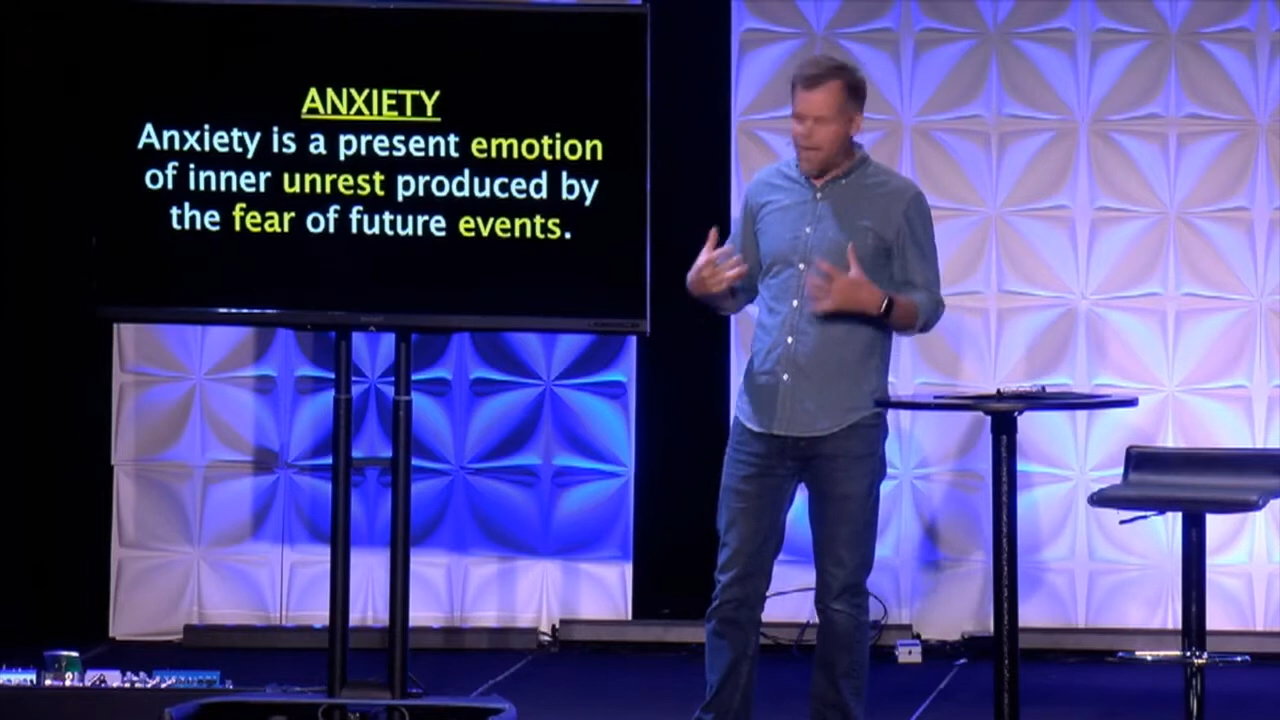 ANXIETY
Anxiety is a present emotion
of inner unrest produced by
the fear of future events.